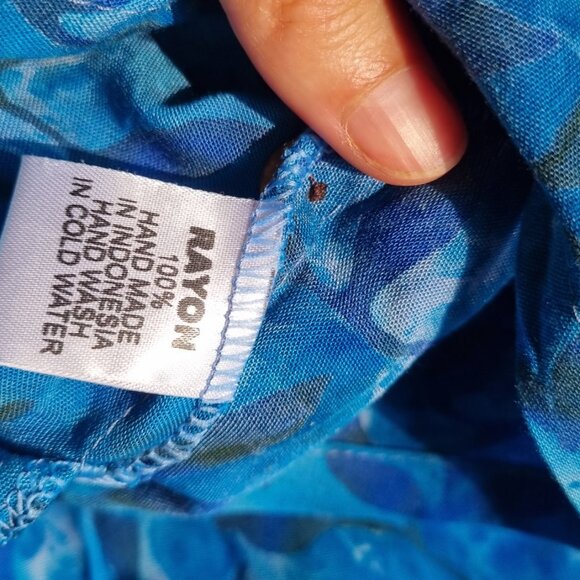 100%
RAYON
HAND MADE
IN INDONESIA
HAND WASH
IN COLD WATER